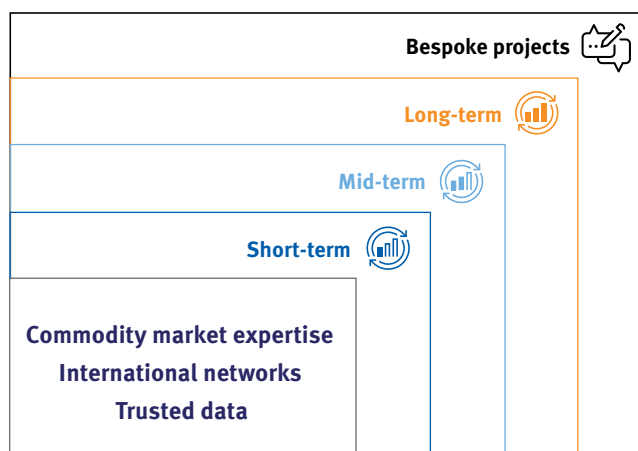 Bespoke projects
Long-term
Mid-term
Short-term
Commodity market expertise
International networks
Trusted data